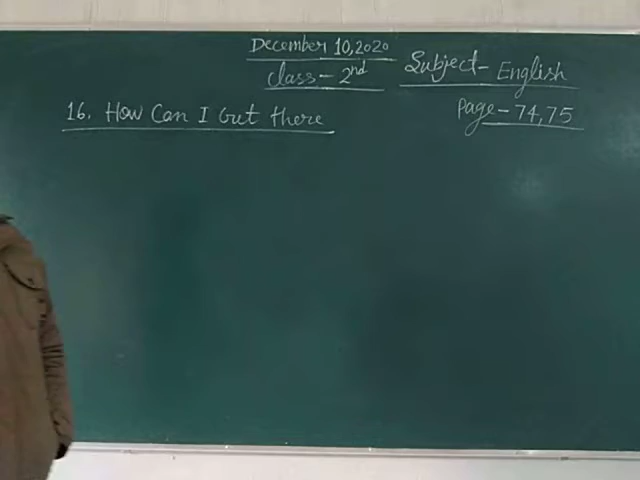 December 10, 2020
Class - 2nd
Subject - English
16. How Can I Get there
Page - 74, 75